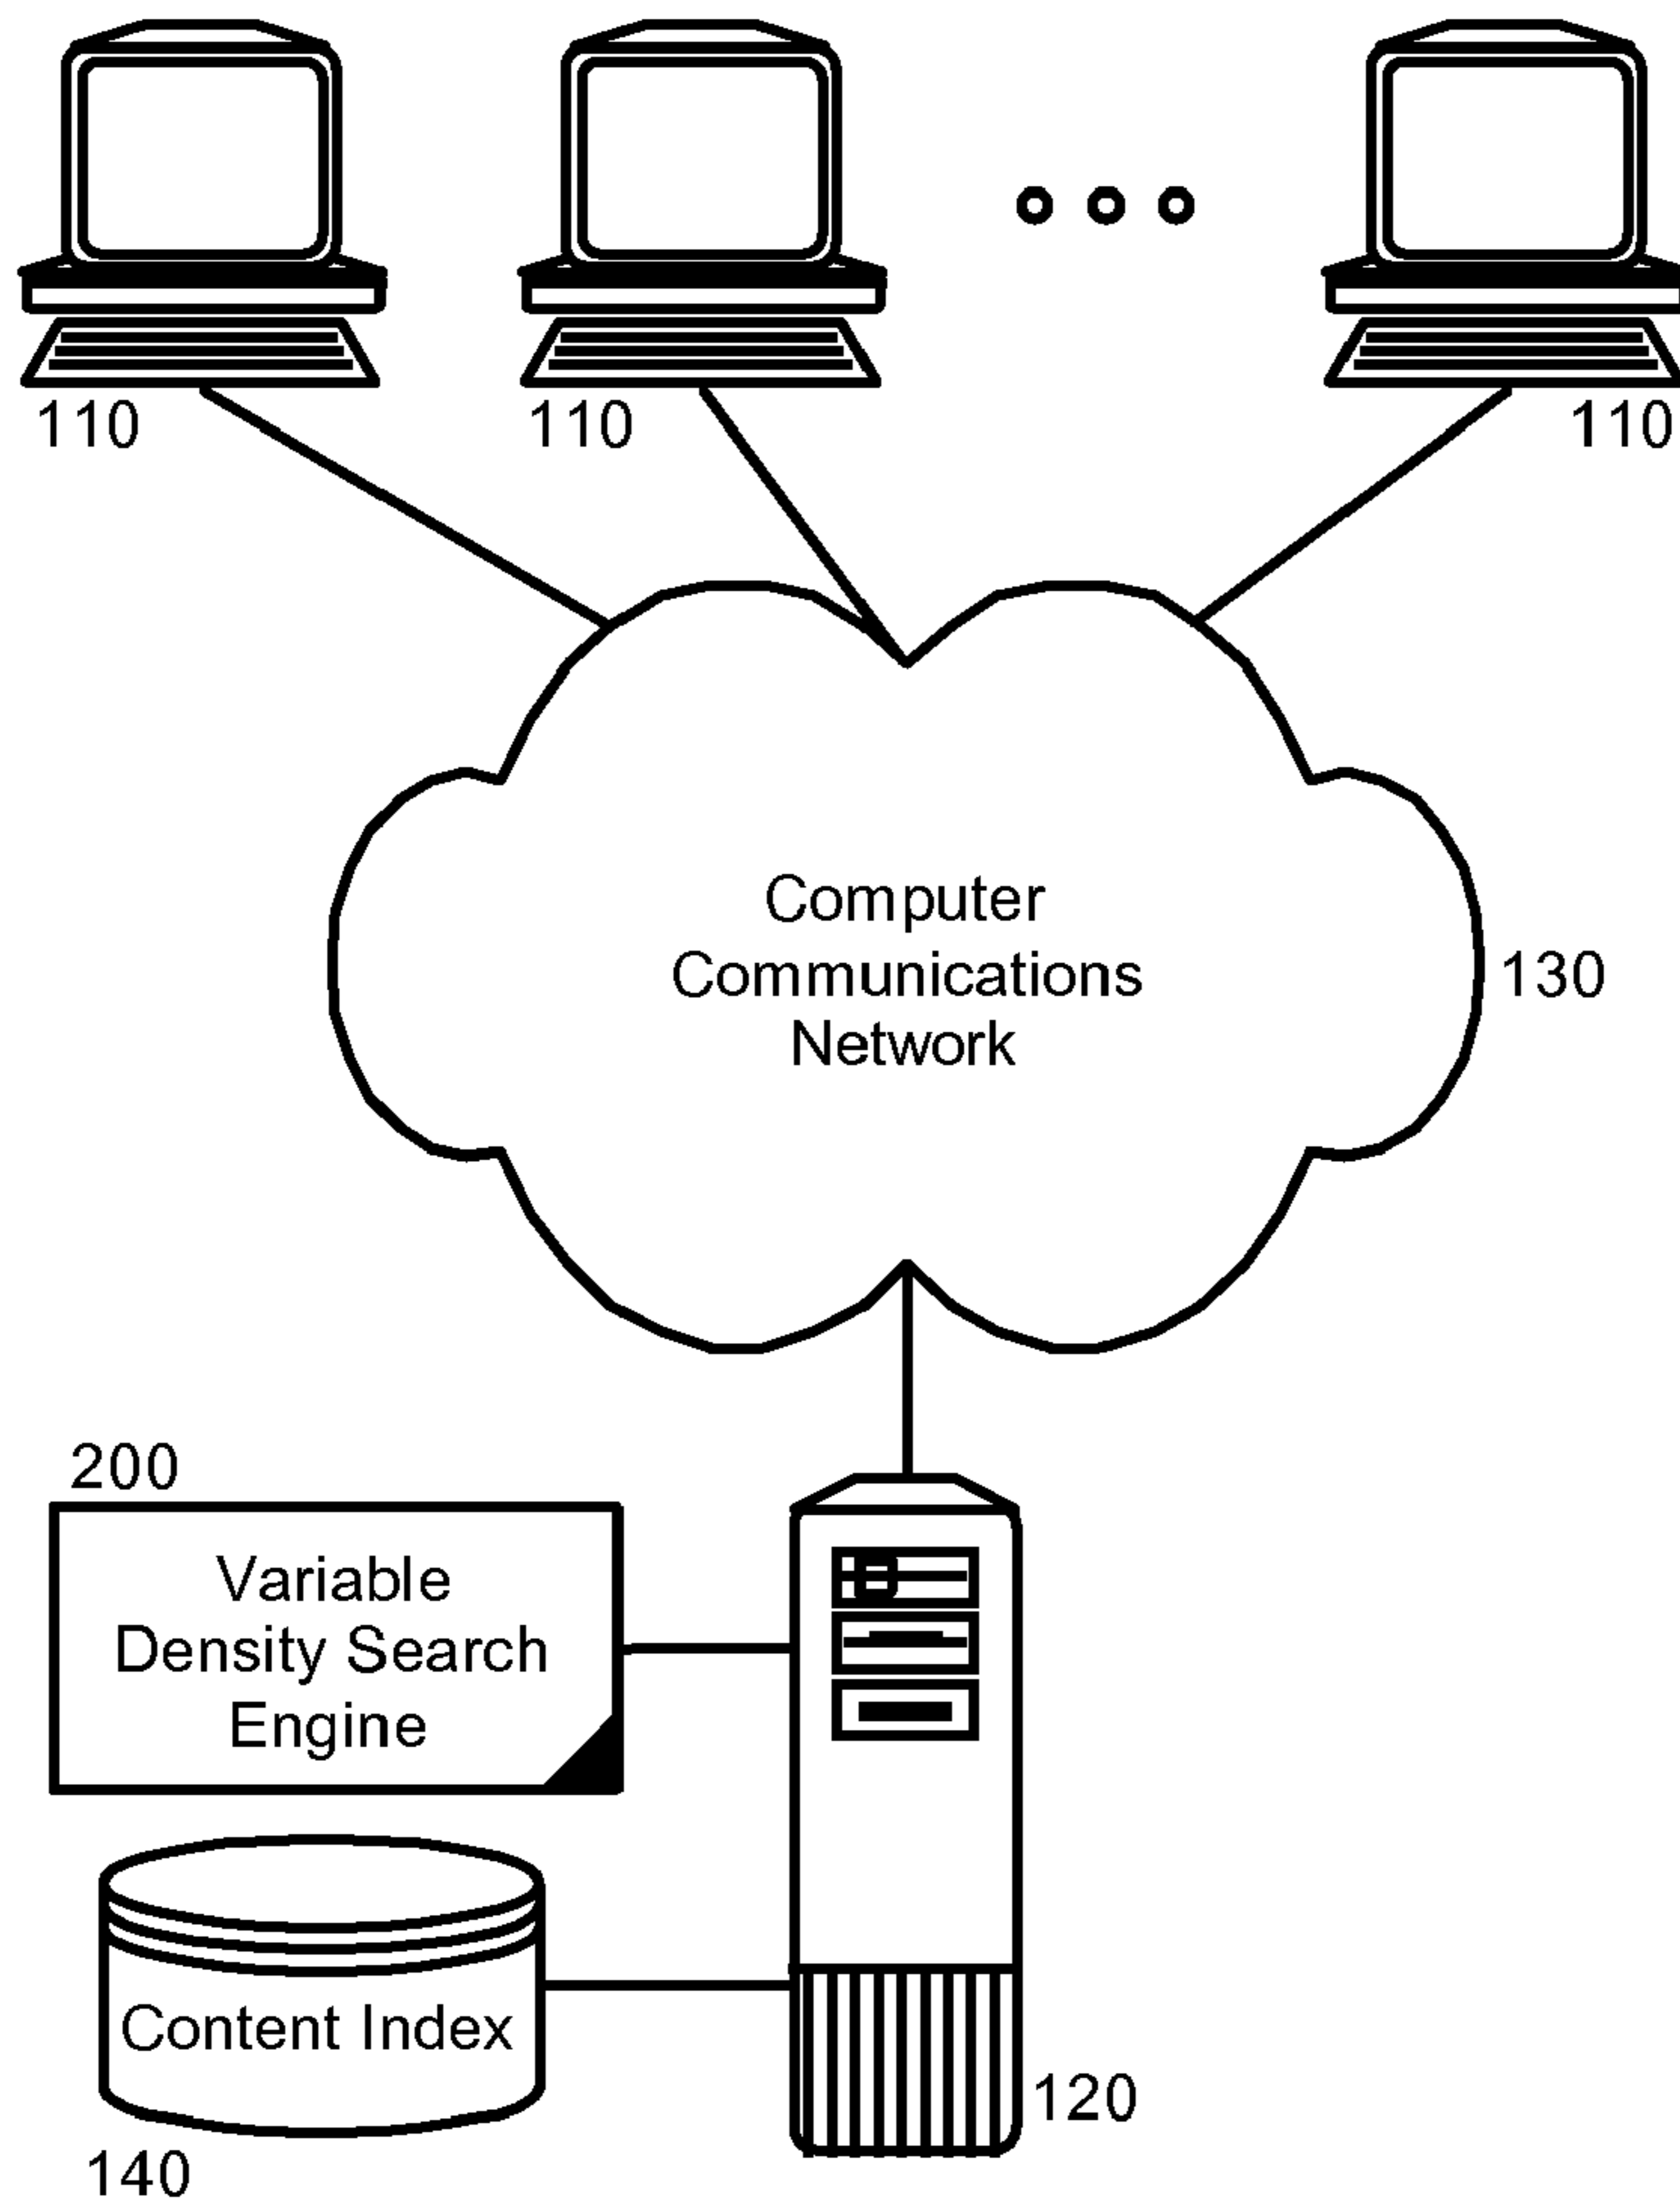 110
110
110
Computer
Communications
Network
130
200
Variable
Density Search
Engine
Content Index
120
140